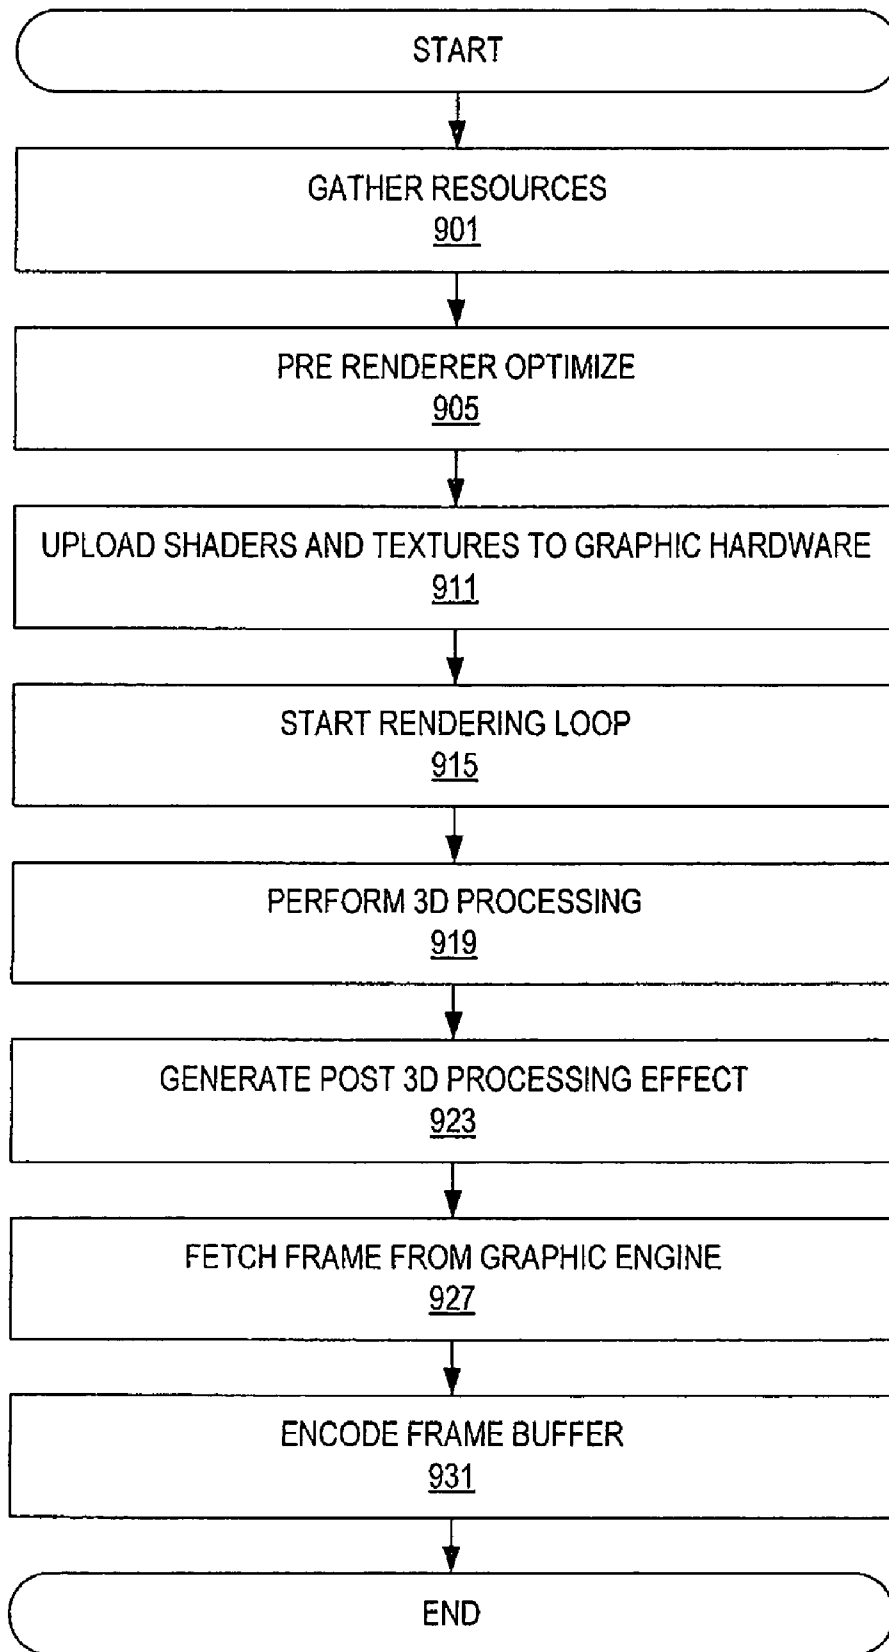 START
GATHER RESOURCES
901
PRE RENDERER OPTIMIZE
905
UPLOAD SHADERS AND TEXTURES TO GRAPHIC HARDWARE
911
START RENDERING LOOP
915
PERFORM 3D PROCESSING
919
GENERATE POST 3D PROCESSING EFFECT
923
FETCH FRAME FROM GRAPHIC ENGINE
927
ENCODE FRAME BUFFER
931
END